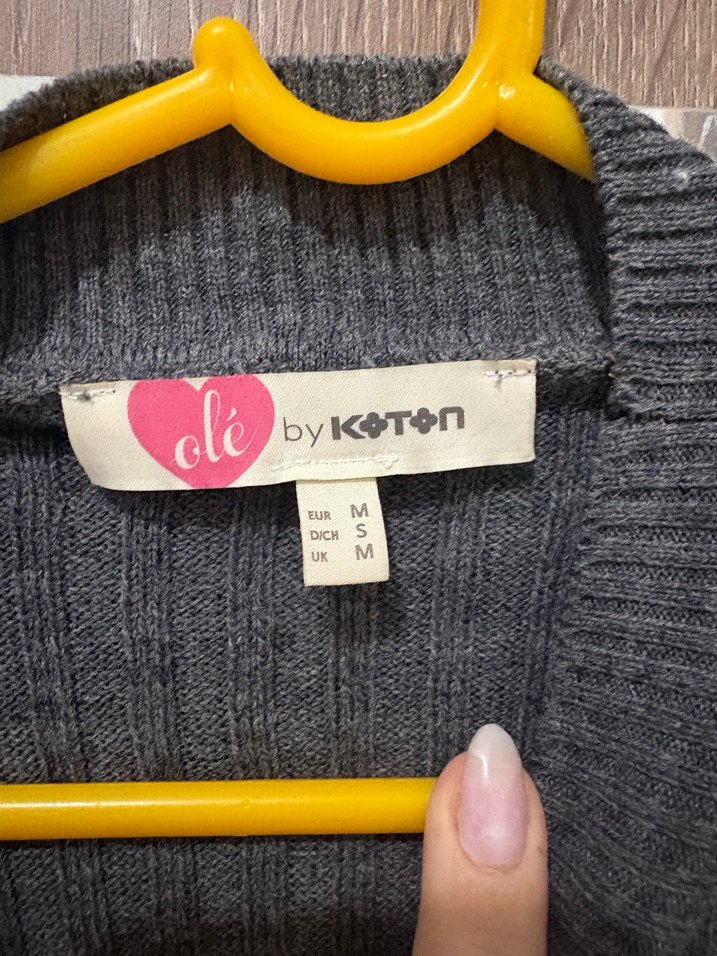 olé by KOTON
EUR M
D/CH S
UK M